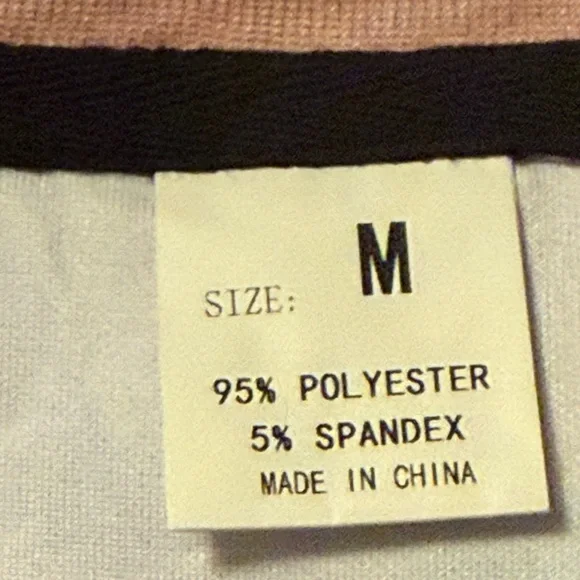 SIZE: M
95% POLYESTER
5% SPANDEX
MADE IN CHINA